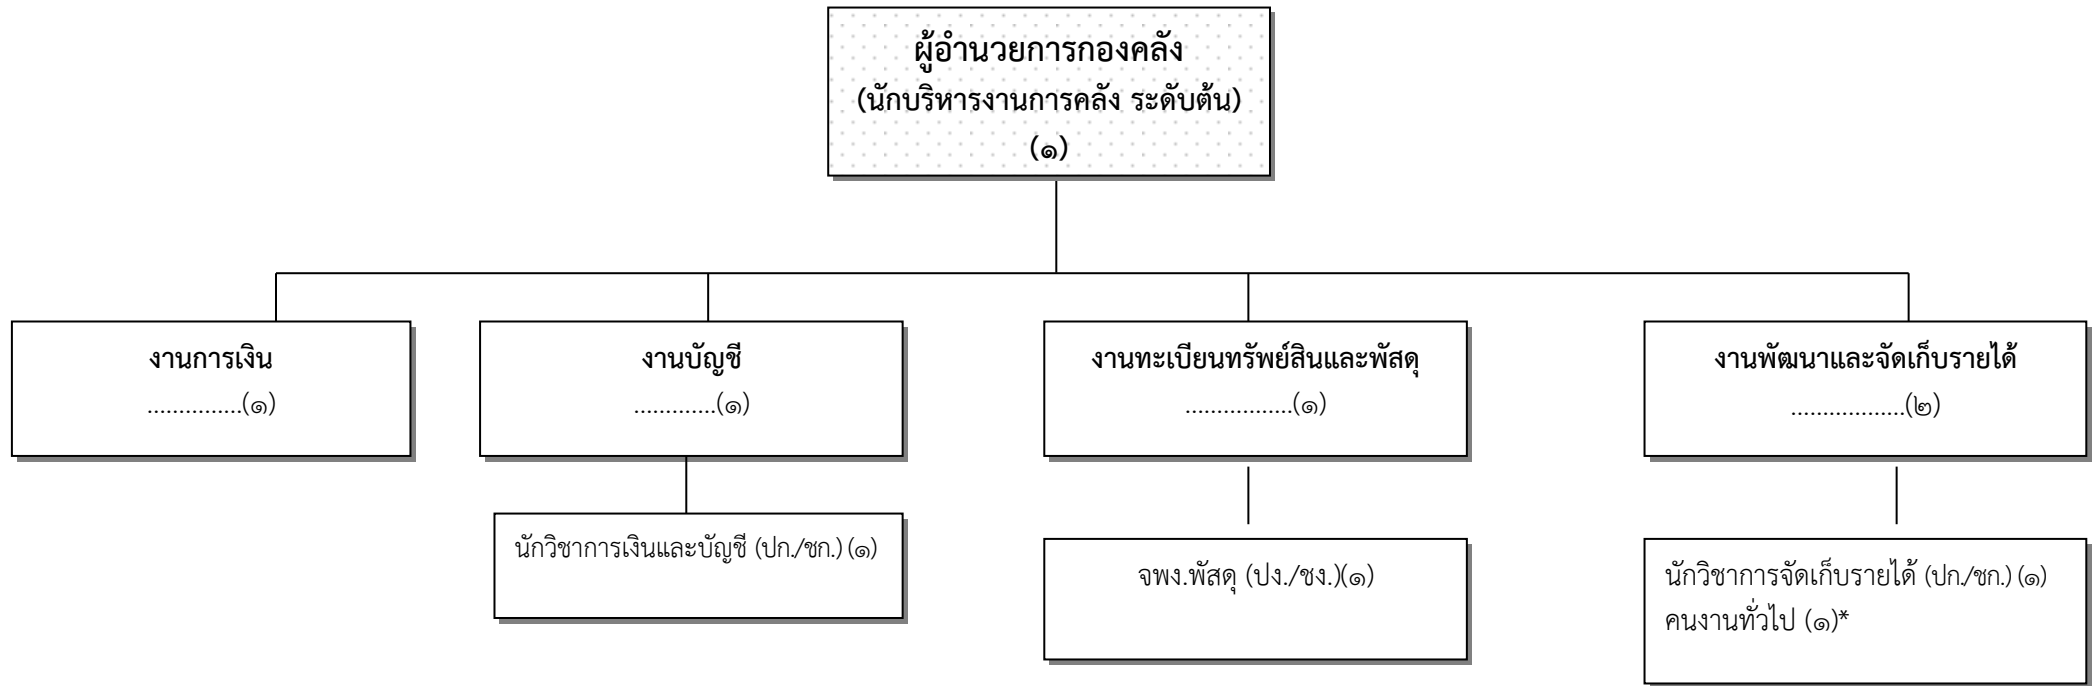 ผู้อำนวยการกองคลัง
(นักบริหารงานการคลัง ระดับต้น)
(๑)
งานการเงิน
...............(๑)
งานบัญชี
.............(๑)
งานทะเบียนทรัพย์สินและพัสดุ
.................(๑)
งานพัฒนาและจัดเก็บรายได้
..................(๒)
นักวิชาการเงินและบัญชี (ปก./ชก.) (๑)
จพง.พัสดุ (ปง./ชง.)(๑)
นักวิชาการจัดเก็บรายได้ (ปก./ชก.) (๑)
คนงานทั่วไป (๑)*